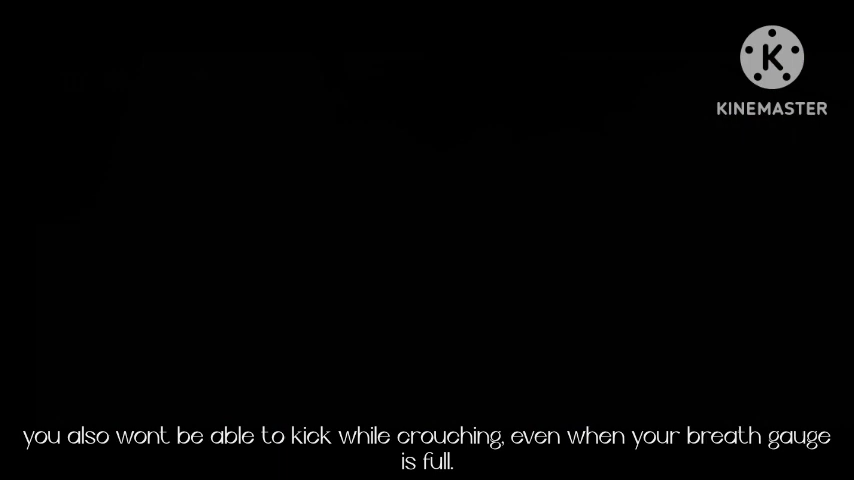 KINEMASTER
you also wont be able to kick while crouching, even when your breath gauge
is full.